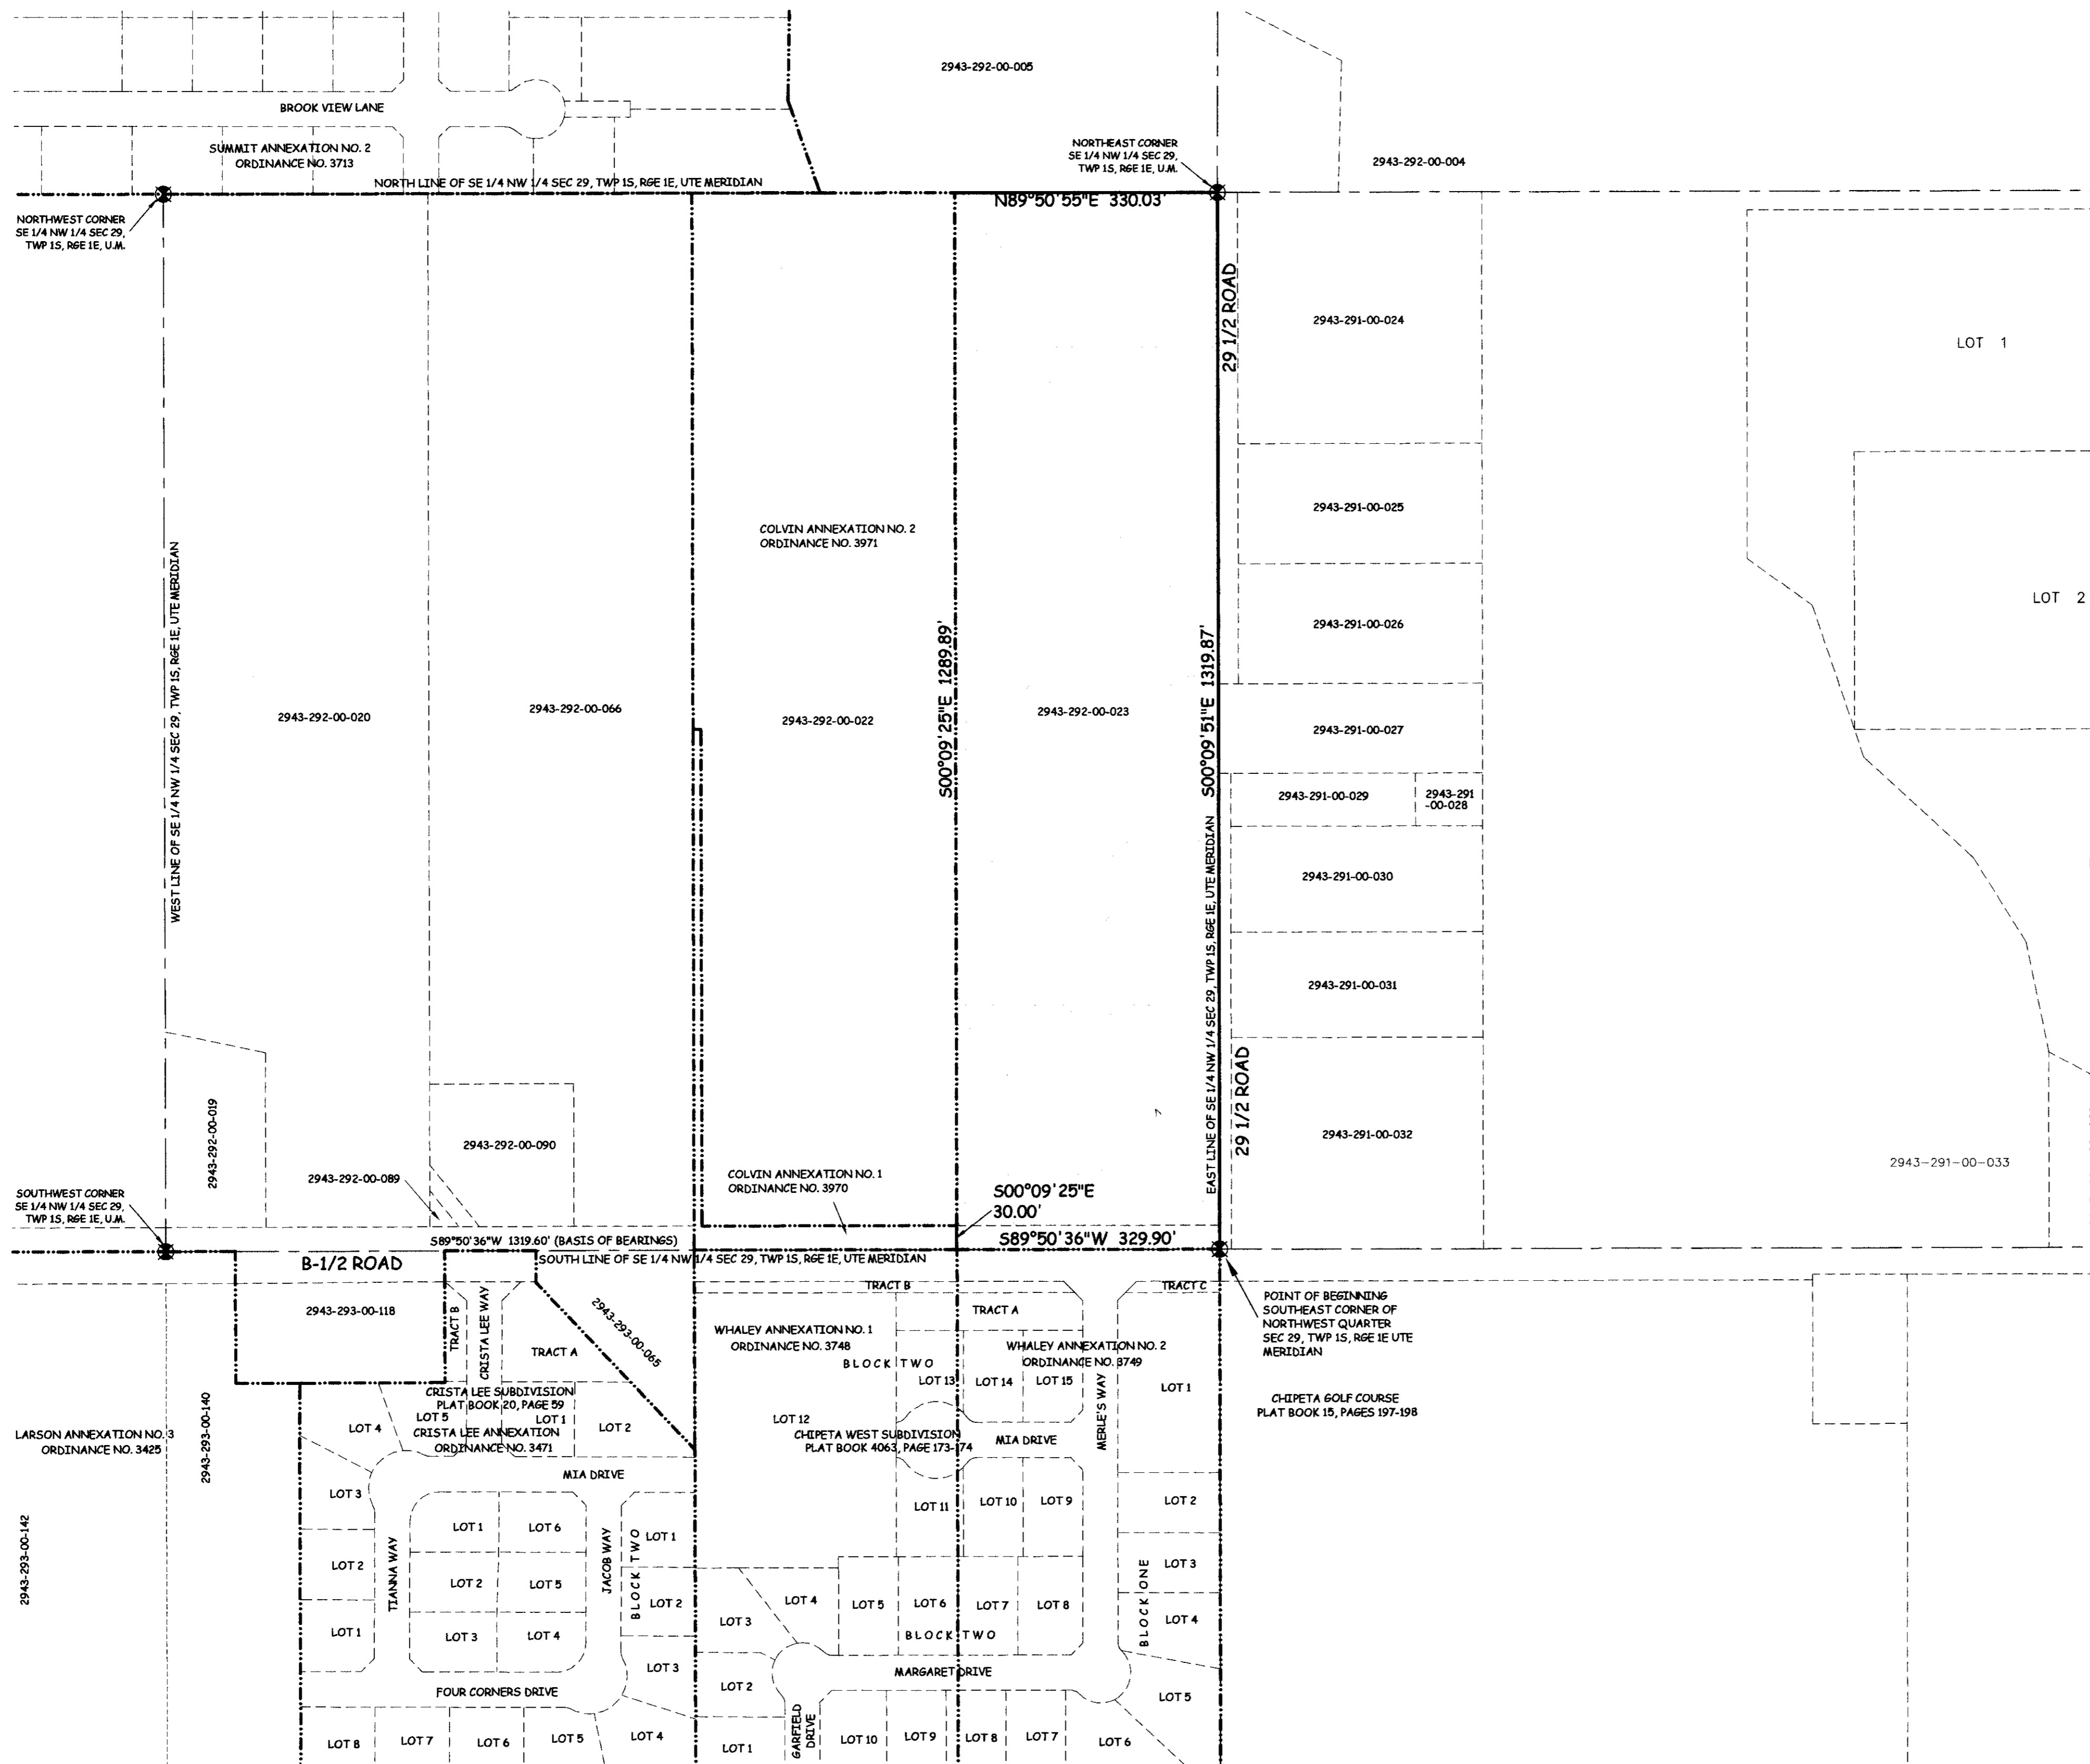 2943-292-00-005
BROOK VIEW LANE
SUMMIT ANNEXATION NO. 2
ORDINANCE NO. 3713
NORTHEAST CORNER
SE 1/4 NW 1/4 SEC 29,
TWP 1S, RGE 1E, U.M.
2943-292-00-004
NORTH LINE OF SE 1/4 NW 1/4 SEC 29, TWP 1S, RGE 1E, UTE MERIDIAN
N89°50'55"E 330.03'
NORTHWEST CORNER
SE 1/4 NW 1/4 SEC 29,
TWP 1S, RGE 1E, U.M.
29 1/2 ROAD
2943-291-00-024
LOT 1
COLVIN ANNEXATION NO. 2
ORDINANCE NO. 3971
2943-291-00-025
WEST LINE OF SE 1/4 NW 1/4 SEC 29, TWP 1S, RGE 1E, UTE MERIDIAN
LOT 2
2943-291-00-026
S00°09'25"E 1289.89'
S00°09'51"E 1319.87'
2943-292-00-020
2943-292-00-066
2943-292-00-022
2943-292-00-023
2943-291-00-027
2943-291-00-029
2943-291
-00-028
2943-291-00-030
EAST LINE OF SE 1/4 NW 1/4 SEC 29, TWP 1S, RGE 1E, UTE MERIDIAN
2943-291-00-031
29 1/2 ROAD
2943-291-00-032
2943-291-00-033
2943-292-00-019
2943-292-00-090
2943-292-00-089
COLVIN ANNEXATION NO. 1
ORDINANCE NO. 3970
S00°09'25"E
30.00'
SOUTHWEST CORNER
SE 1/4 NW 1/4 SEC 29,
TWP 1S, RGE 1E, U.M.
S89°50'36"W 1319.60' (BASIS OF BEARINGS)
S89°50'36"W 329.90'
B-1/2 ROAD
SOUTH LINE OF SE 1/4 NW 1/4 SEC 29, TWP 1S, RGE 1E, UTE MERIDIAN
TRACT B
TRACT C
POINT OF BEGINNING
SOUTHEAST CORNER OF
NORTHWEST QUARTER
SEC 29, TWP 1S, RGE 1E UTE
MERIDIAN
2943-293-00-118
TRACT B
CRISTA LEE WAY
TRACT A
2943-293-00-065
TRACT A
WHALEY ANNEXATION NO. 1
ORDINANCE NO. 3748
WHALEY ANNEXATION NO. 2
ORDINANCE NO. 3749
BLOCK TWO
LOT 13
LOT 14
LOT 15
LOT 1
MERLE'S WAY
CHIPETA GOLF COURSE
PLAT BOOK 15, PAGES 197-198
CRISTA LEE SUBDIVISION
PLAT BOOK 20, PAGE 59
LOT 4
LOT 5
LOT 1
LOT 2
CRISTA LEE ANNEXATION
ORDINANCE NO. 3471
LOT 12
CHIPETA WEST SUBDIVISION
PLAT BOOK 4063, PAGE 173-174
MIA DRIVE
LARSON ANNEXATION NO. 3
ORDINANCE NO. 3425
2943-293-00-140
2943-293-00-142
MIA DRIVE
LOT 3
LOT 11
LOT 10
LOT 9
LOT 2
LOT 1
LOT 6
LOT 1
JACOB WAY
BLOCK TWO
TIANNA WAY
LOT 2
LOT 2
LOT 5
LOT 2
LOT 3
BLOCK ONE
LOT 4
LOT 1
LOT 3
LOT 4
LOT 3
LOT 4
LOT 5
LOT 6
LOT 7
LOT 8
BLOCK TWO
LOT 3
LOT 2
MARGARET DRIVE
LOT 5
FOUR CORNERS DRIVE
GARFIELD
DRIVE
LOT 8
LOT 7
LOT 6
LOT 5
LOT 4
LOT 1
LOT 10
LOT 9
LOT 8
LOT 7
LOT 6